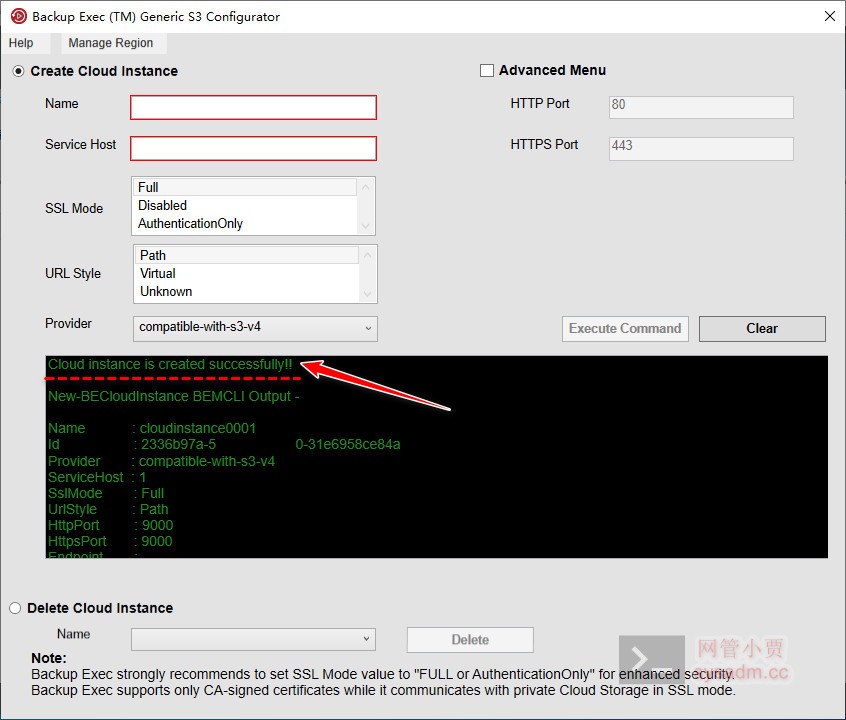 Backup Exec (TM) Generic S3 Configurator
Help Manage Region
Create Cloud Instance
Advanced Menu
Name
HTTP Port 80
Service Host
HTTPS Port 443
SSL Mode
Full
Disabled
AuthenticationOnly
URL Style
Path
Virtual
Unknown
Provider compatible-with-s3-v4
Execute Command Clear
Cloud instance is created successfully!!
New-BECloudInstance BEMCLI Output -
Name : cloudinstance0001
Id : 2336b97a-5 0-31e6958ce84a
Provider : compatible-with-s3-v4
ServiceHost : 1
SslMode : Full
UrlStyle : Path
HttpPort : 9000
HttpsPort : 9000
Endpoint :
Delete Cloud Instance
Name
Delete
Note:
Backup Exec strongly recommends to set SSL Mode value to "FULL or AuthenticationOnly" for enhanced security.
Backup Exec supports only CA-signed certificates while it communicates with private Cloud Storage in SSL mode.
网管小贾
sysadm.cc